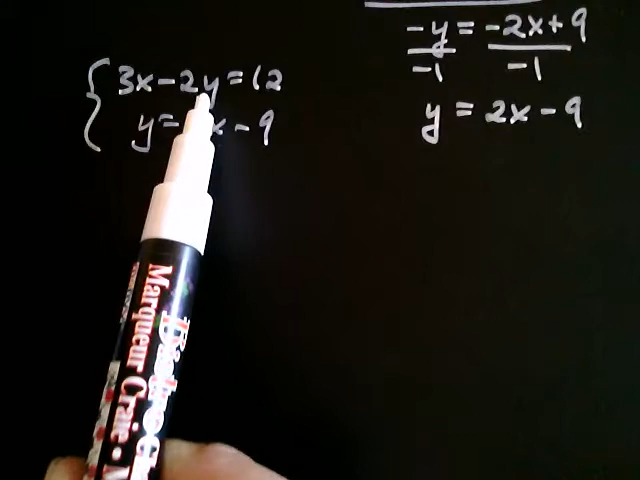 3x-2y=12
y= x-9
-y = -2x+9
-1 -1
y = 2x-9
Marqueur Craie